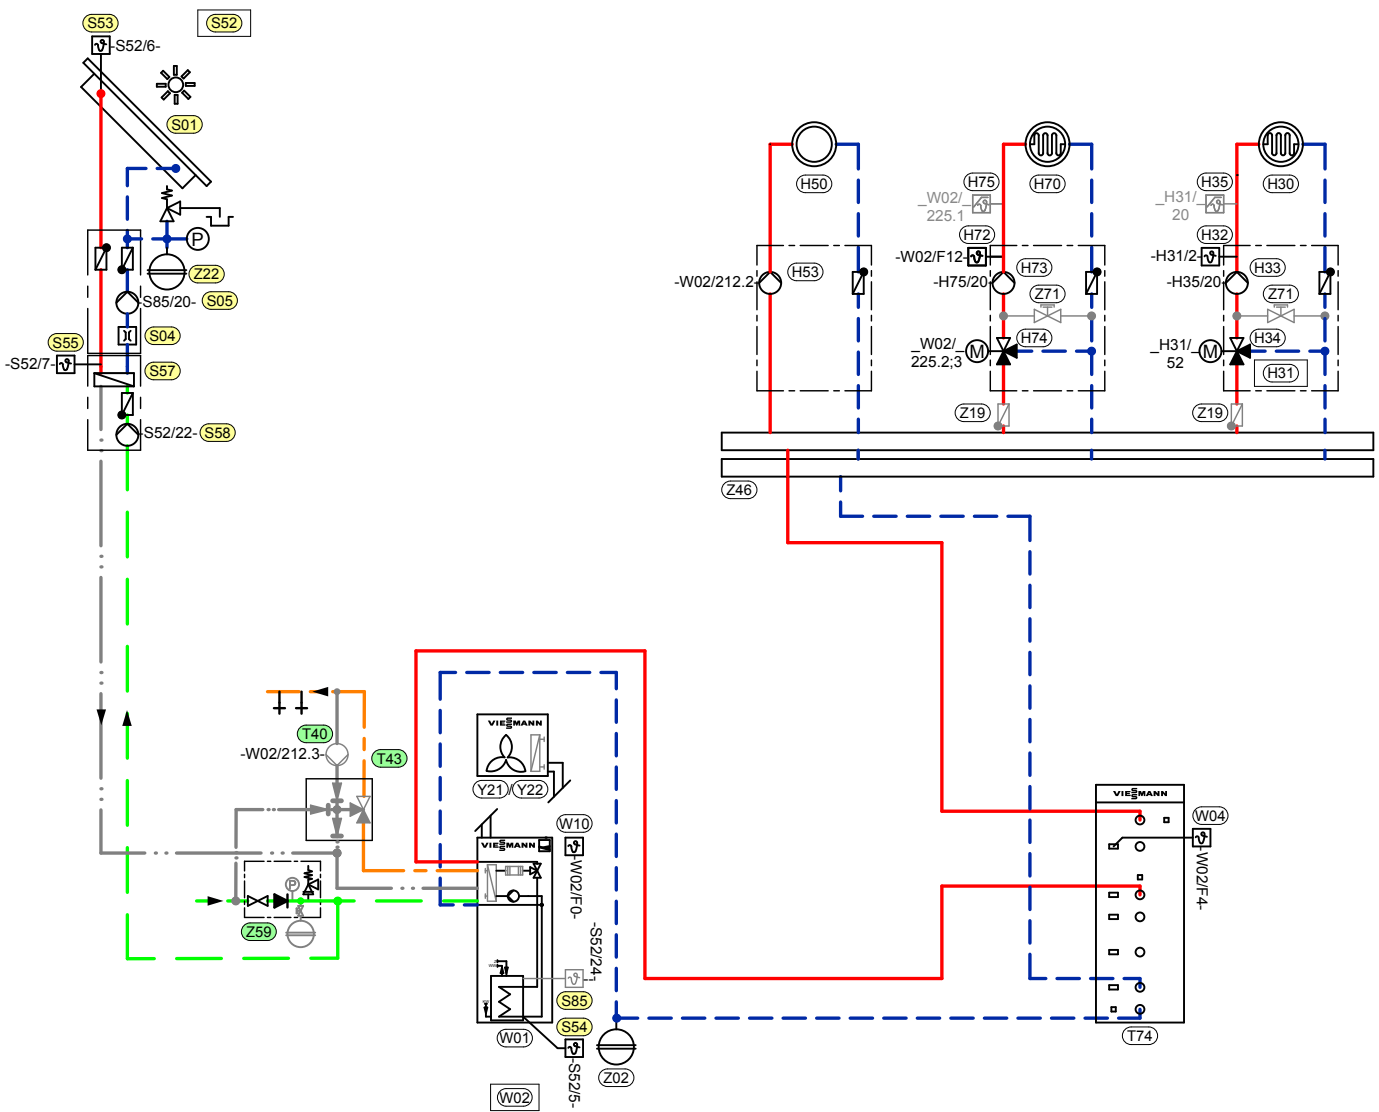 S53
S52
-S52/6-
S01
P
Z22
-S85/20-
S05
S04
S55
-S52/7-
S57
-S52/22-
S58
H50
H75
H70
H35
H30
_W02/_
225.1
_H31/_
20
H72
H32
-W02/F12-
-H31/2-
-W02/212.2-
H53
H73
H33
-H75/20-
-H35/20-
Z71
Z71
H74
H34
_W02/_
225.2;3
M
_H31/_
52
M
H31
Z19
Z19
Z46
T40
-W02/212.3-
T43
VIESSMANN
Y21/Y22
VIESSMANN
W10
-W02/F0-
P
Z59
-S52/24-
S85
S54
W01
-S52/5-
Z02
W02
VIESSMANN
W04
-W02/F4-
T74